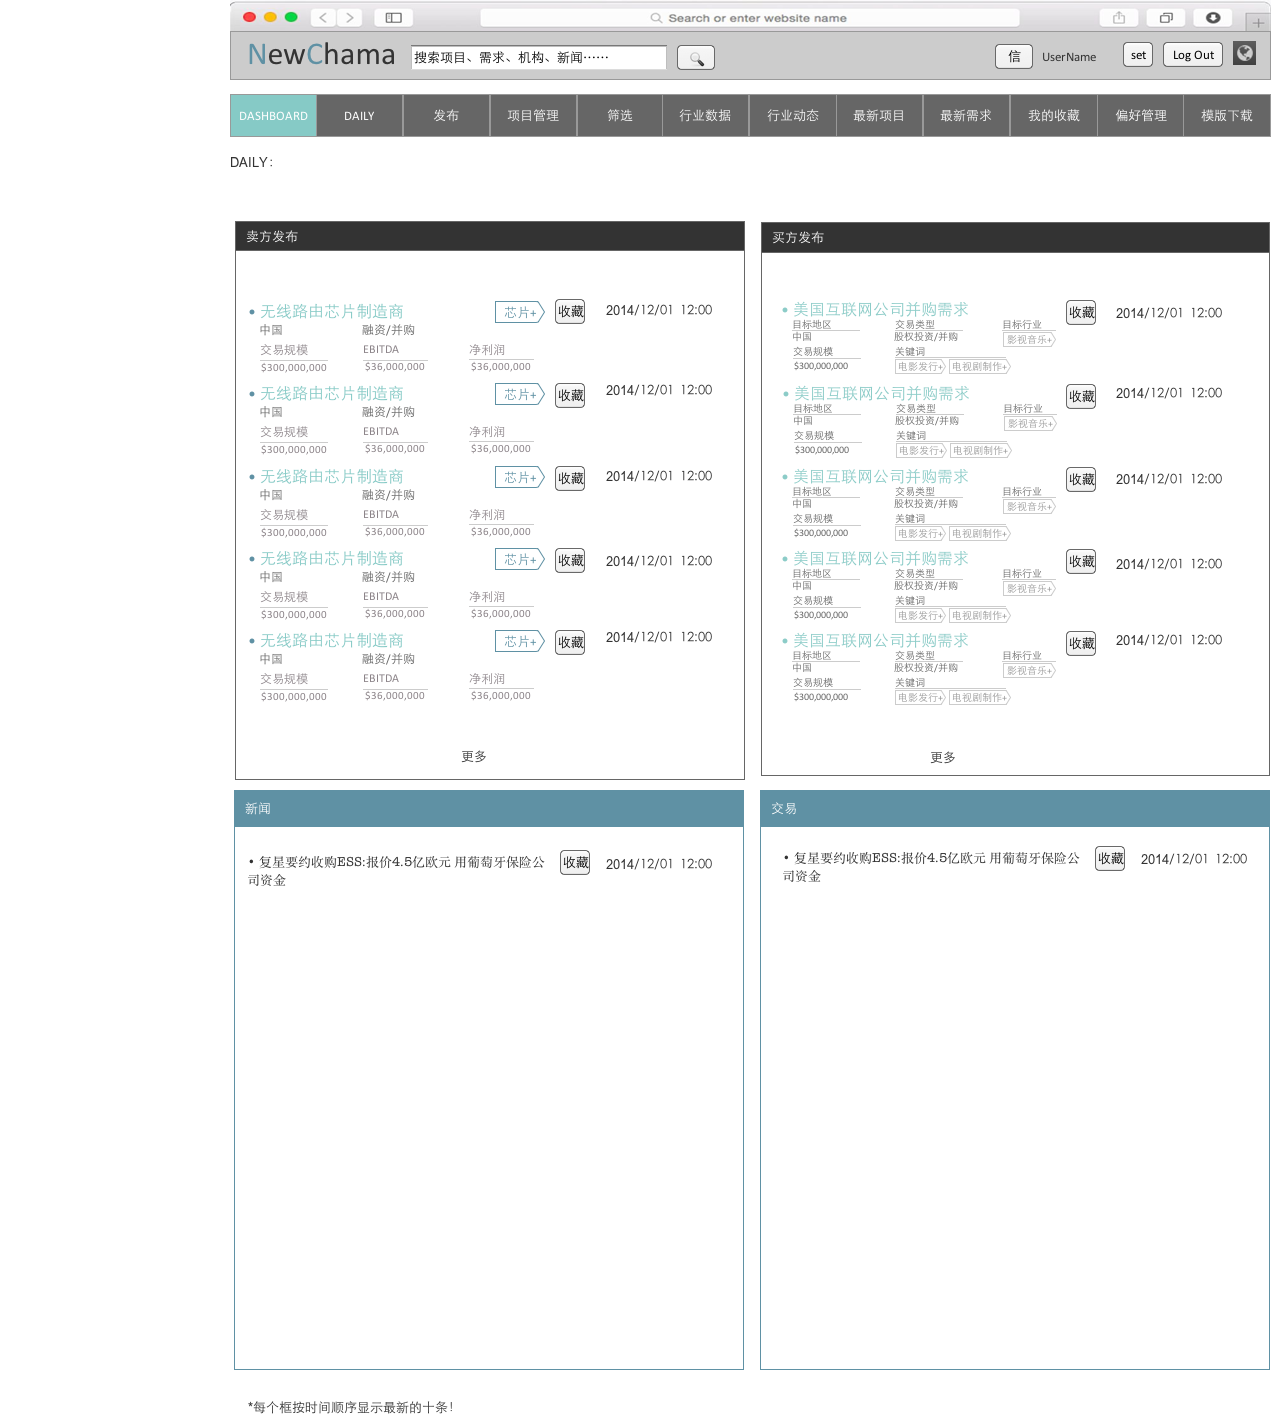 Search or enter website name
NewChama
搜索项目、需求、机构、新闻……
信
UserName
set
Log Out
DASHBOARD
DAILY
发布
项目管理
筛选
行业数据
行业动态
最新项目
最新需求
我的收藏
偏好管理
模版下载
DAILY：
卖方发布
• 无线路由芯片制造商
芯片+
收藏
2014/12/01 12:00
中国
融资/并购
交易规模
EBITDA
净利润
$300,000,000
$36,000,000
$36,000,000
• 无线路由芯片制造商
芯片+
收藏
2014/12/01 12:00
中国
融资/并购
交易规模
EBITDA
净利润
$300,000,000
$36,000,000
$36,000,000
• 无线路由芯片制造商
芯片+
收藏
2014/12/01 12:00
中国
融资/并购
交易规模
EBITDA
净利润
$300,000,000
$36,000,000
$36,000,000
• 无线路由芯片制造商
芯片+
收藏
2014/12/01 12:00
中国
融资/并购
交易规模
EBITDA
净利润
$300,000,000
$36,000,000
$36,000,000
• 无线路由芯片制造商
芯片+
收藏
2014/12/01 12:00
中国
融资/并购
交易规模
EBITDA
净利润
$300,000,000
$36,000,000
$36,000,000
更多
买方发布
• 美国互联网公司并购需求
收藏
2014/12/01 12:00
目标地区
交易类型
目标行业
中国
股权投资/并购
影视音乐+
交易规模
关键词
$300,000,000
电影发行+
电视剧制作+
• 美国互联网公司并购需求
收藏
2014/12/01 12:00
目标地区
交易类型
目标行业
中国
股权投资/并购
影视音乐+
交易规模
关键词
$300,000,000
电影发行+
电视剧制作+
• 美国互联网公司并购需求
收藏
2014/12/01 12:00
目标地区
交易类型
目标行业
中国
股权投资/并购
影视音乐+
交易规模
关键词
$300,000,000
电影发行+
电视剧制作+
• 美国互联网公司并购需求
收藏
2014/12/01 12:00
目标地区
交易类型
目标行业
中国
股权投资/并购
影视音乐+
交易规模
关键词
$300,000,000
电影发行+
电视剧制作+
• 美国互联网公司并购需求
收藏
2014/12/01 12:00
目标地区
交易类型
目标行业
中国
股权投资/并购
影视音乐+
交易规模
关键词
$300,000,000
电影发行+
电视剧制作+
更多
新闻
• 复星要约收购ESS:报价4.5亿欧元 用葡萄牙保险公
司资金
收藏
2014/12/01 12:00
交易
• 复星要约收购ESS:报价4.5亿欧元 用葡萄牙保险公
司资金
收藏
2014/12/01 12:00
*每个框按时间顺序显示最新的十条！